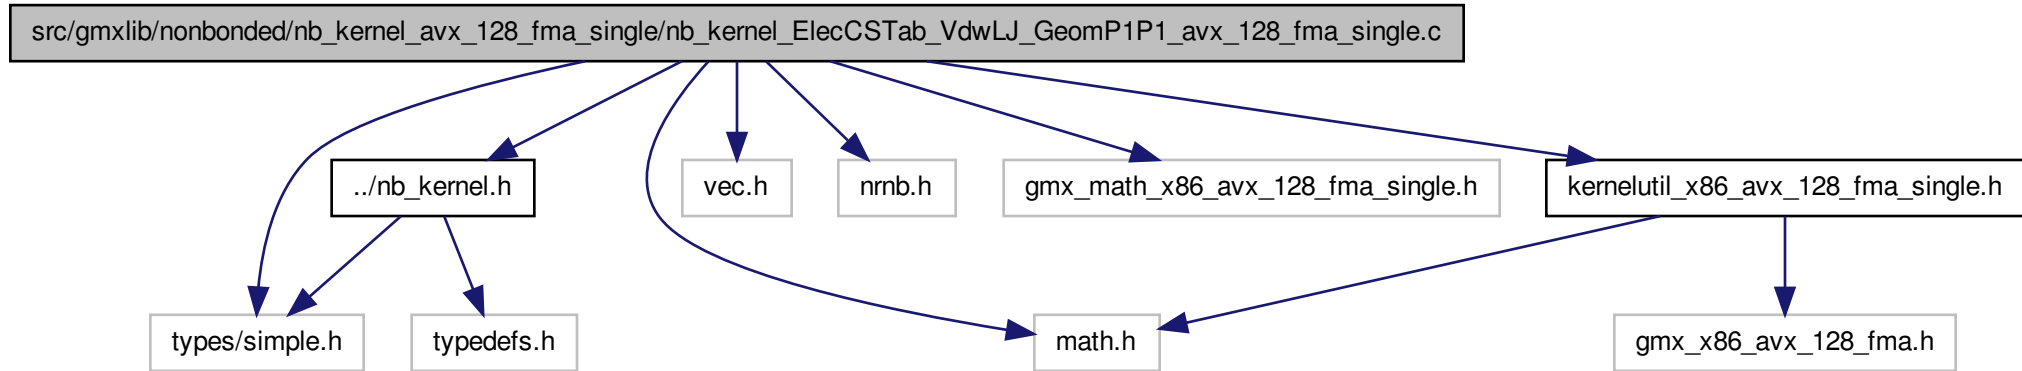 src/gmxlib/nonbonded/nb_kernel_avx_128_fma_single/nb_kernel_ElecCSTab_VdwLJ_GeomP1P1_avx_128_fma_single.c
../nb_kernel.h
vec.h
nrnb.h
gmx_math_x86_avx_128_fma_single.h
kernelutil_x86_avx_128_fma_single.h
types/simple.h
typedefs.h
math.h
gmx_x86_avx_128_fma.h